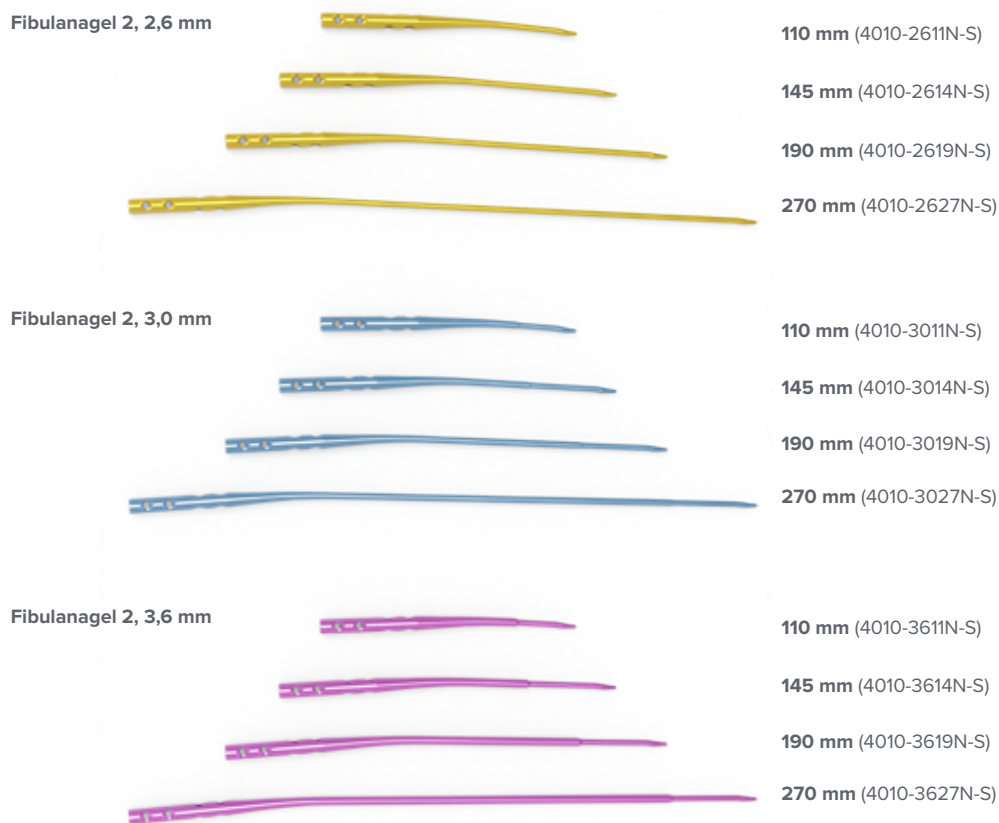 Fibulanagel 2, 2,6 mm
110 mm (4010-2611N-S)
145 mm (4010-2614N-S)
190 mm (4010-2619N-S)
270 mm (4010-2627N-S)
Fibulanagel 2, 3,0 mm
110 mm (4010-3011N-S)
145 mm (4010-3014N-S)
190 mm (4010-3019N-S)
270 mm (4010-3027N-S)
Fibulanagel 2, 3,6 mm
110 mm (4010-3611N-S)
145 mm (4010-3614N-S)
190 mm (4010-3619N-S)
270 mm (4010-3627N-S)